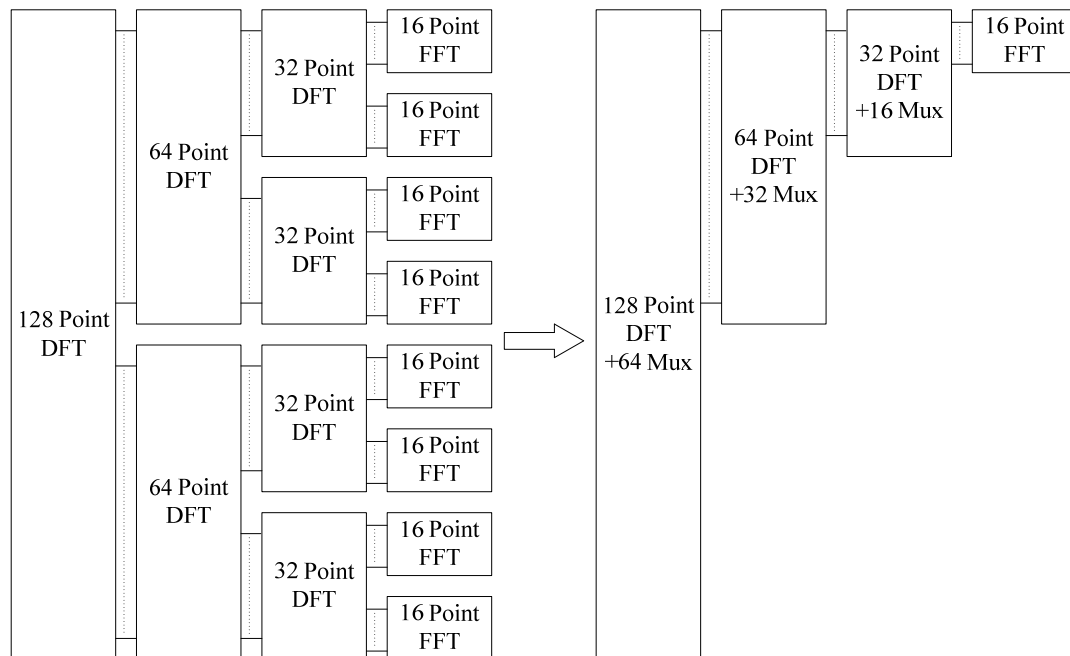 128 Point
DFT
64 Point
DFT
64 Point
DFT
32 Point
DFT
32 Point
DFT
32 Point
DFT
32 Point
DFT
16 Point
FFT
16 Point
FFT
16 Point
FFT
16 Point
FFT
16 Point
FFT
16 Point
FFT
16 Point
FFT
16 Point
FFT
128 Point
DFT
+64 Mux
64 Point
DFT
+32 Mux
32 Point
DFT
+16 Mux
16 Point
FFT